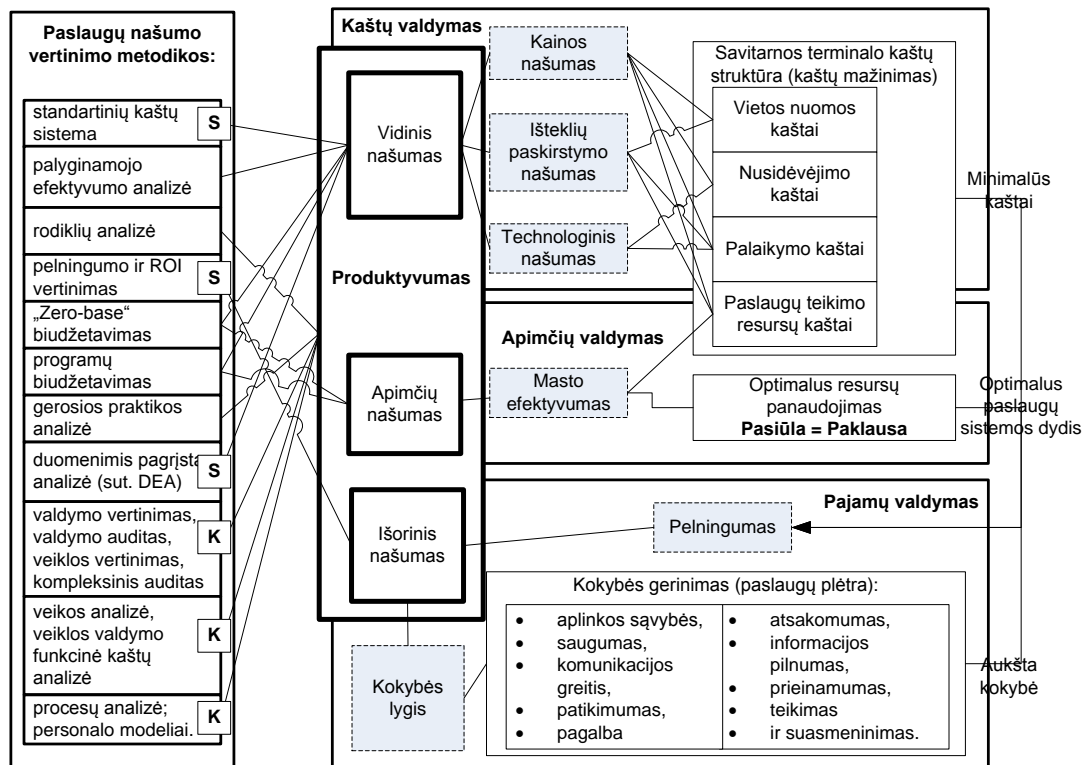 Paslaugų našumo
vertinimo metodikos:
standartinių kaštų
sistema
S
palyginamojo
efektyvumo analizė
rodiklių analizė
pelningumo ir ROI
vertinimas
S
„Zero-base“
biudžetavimas
programų
biudžetavimas
gerosios praktikos
analizė
duomenimis pagrįsta
analizė (sut. DEA)
S
valdymo vertinimas,
valdymo auditas,
veiklos vertinimas,
kompleksinis auditas
K
veikos analizė,
veiklos valdymo
funkcinė kaštų
analizė
K
procesų analizė;
personalo modeliai.
K
Vidinis
našumas
Produktyvumas
Apimčių
našumas
Išorinis
našumas
Kaštų valdymas
Kainos
našumas
Išteklių
paskirstymo
našumas
Technologinis
našumas
Savitarnos terminalo kaštų
struktūra (kaštų mažinimas)
Vietos nuomos
kaštai
Nusidėvėjimo
kaštai
Palaikymo kaštai
Paslaugų teikimo
resursų kaštai
Minimalūs
kaštai
Apimčių valdymas
Masto
efektyvumas
Optimalus resursų
panaudojimas
Pasiūla = Paklausa
Optimalus
paslaugų
sistemos dydis
Pajamų valdymas
Pelningumas
Kokybės
lygis
Kokybės gerinimas (paslaugų plėtra):
• aplinkos sąvybės,
• saugumas,
• komunikacijos
greitis,
• patikimumas,
• pagalba
• atsakomumas,
• informacijos
pilnumas,
• prieinamumas,
• teikimas
• ir suasmeninimas.
Aukšta
kokybė